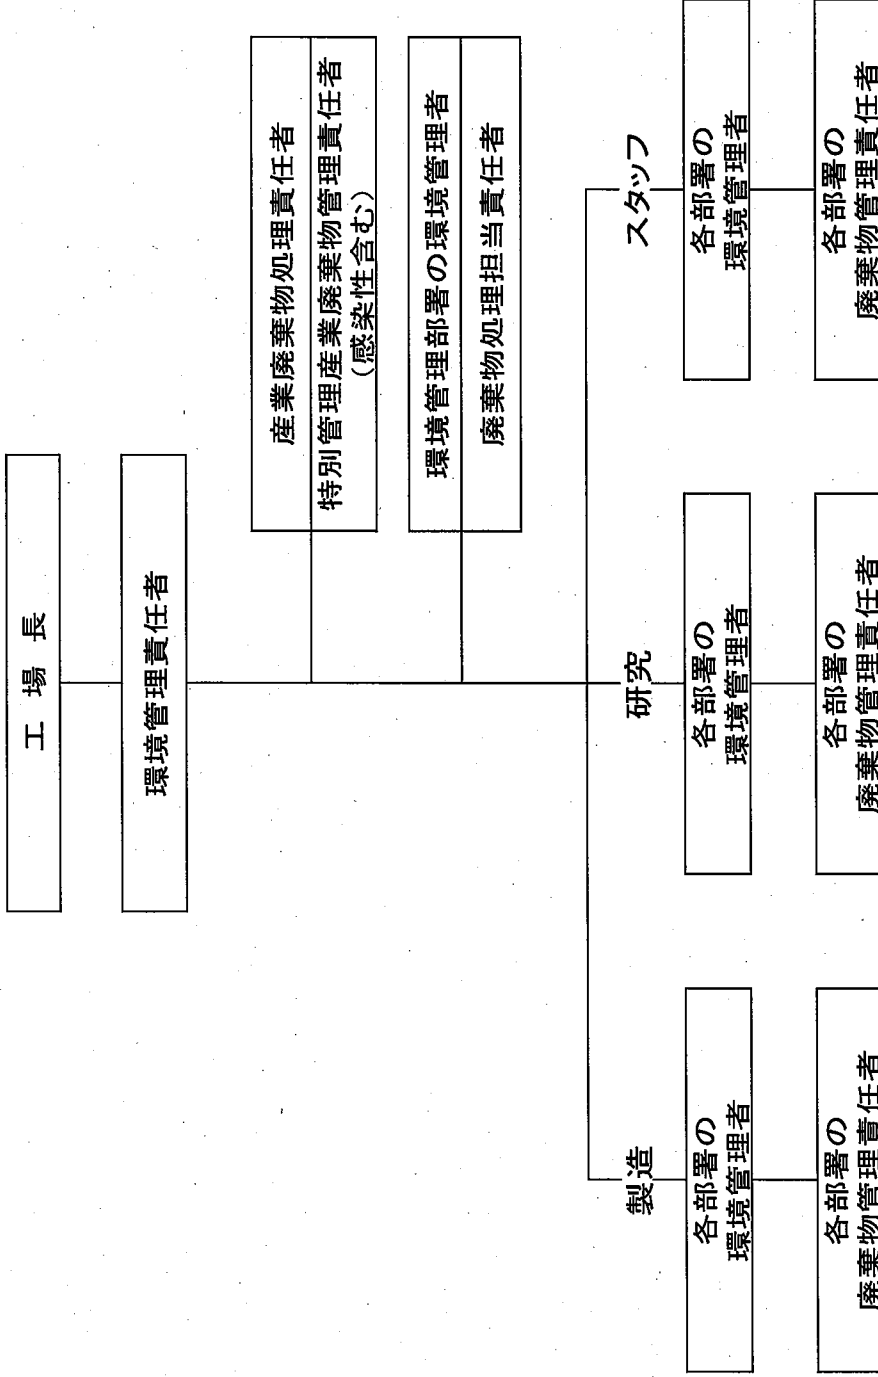 工場長
環境管理責任者
産業廃棄物処理責任者
特別管理産業廃棄物管理責任者
(感染性含む)
環境管理部署の環境管理者
廃棄物処理担当責任者
製造
研究
スタッフ
各部署の
環境管理者
各部署の
環境管理者
各部署の
環境管理者
各部署の
廃棄物管理責任者
各部署の
廃棄物管理責任者
各部署の
廃棄物管理責任者